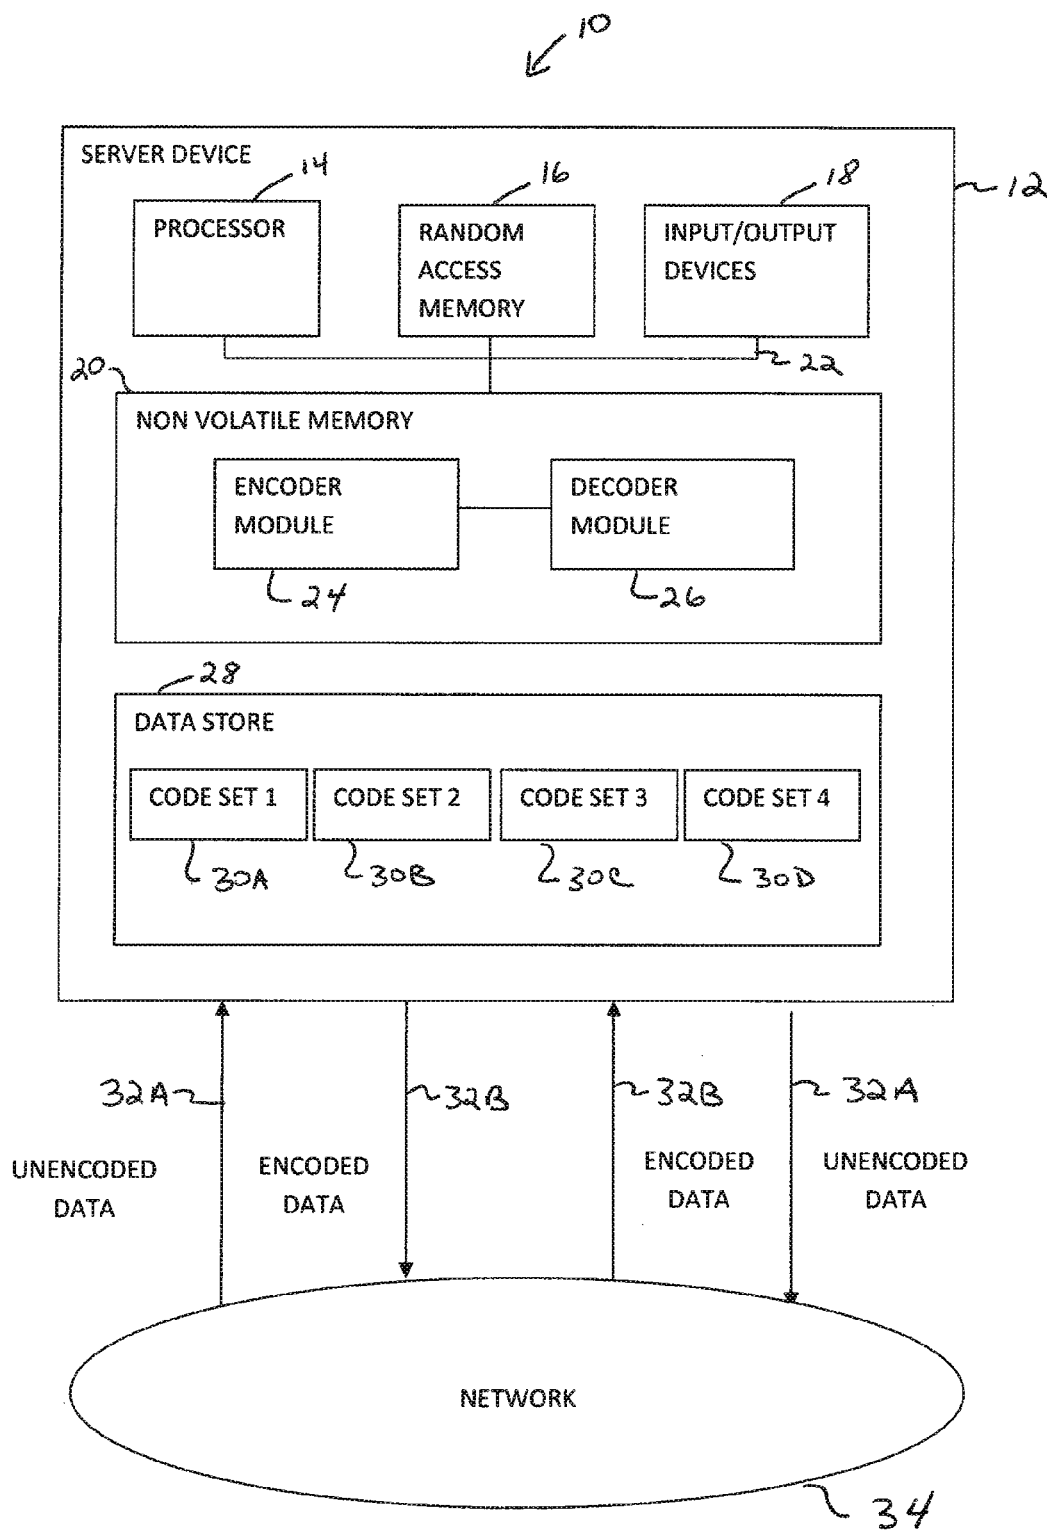 10
SERVER DEVICE
12
14
16
18
PROCESSOR
RANDOM
ACCESS
MEMORY
INPUT/OUTPUT
DEVICES
22
20
NON VOLATILE MEMORY
ENCODER
MODULE
DECODER
MODULE
24
26
28
DATA STORE
CODE SET 1
CODE SET 2
CODE SET 3
CODE SET 4
30A
30B
30C
30D
32A
32B
32B
32A
UNENCODED
DATA
ENCODED
DATA
ENCODED
DATA
UNENCODED
DATA
NETWORK
34